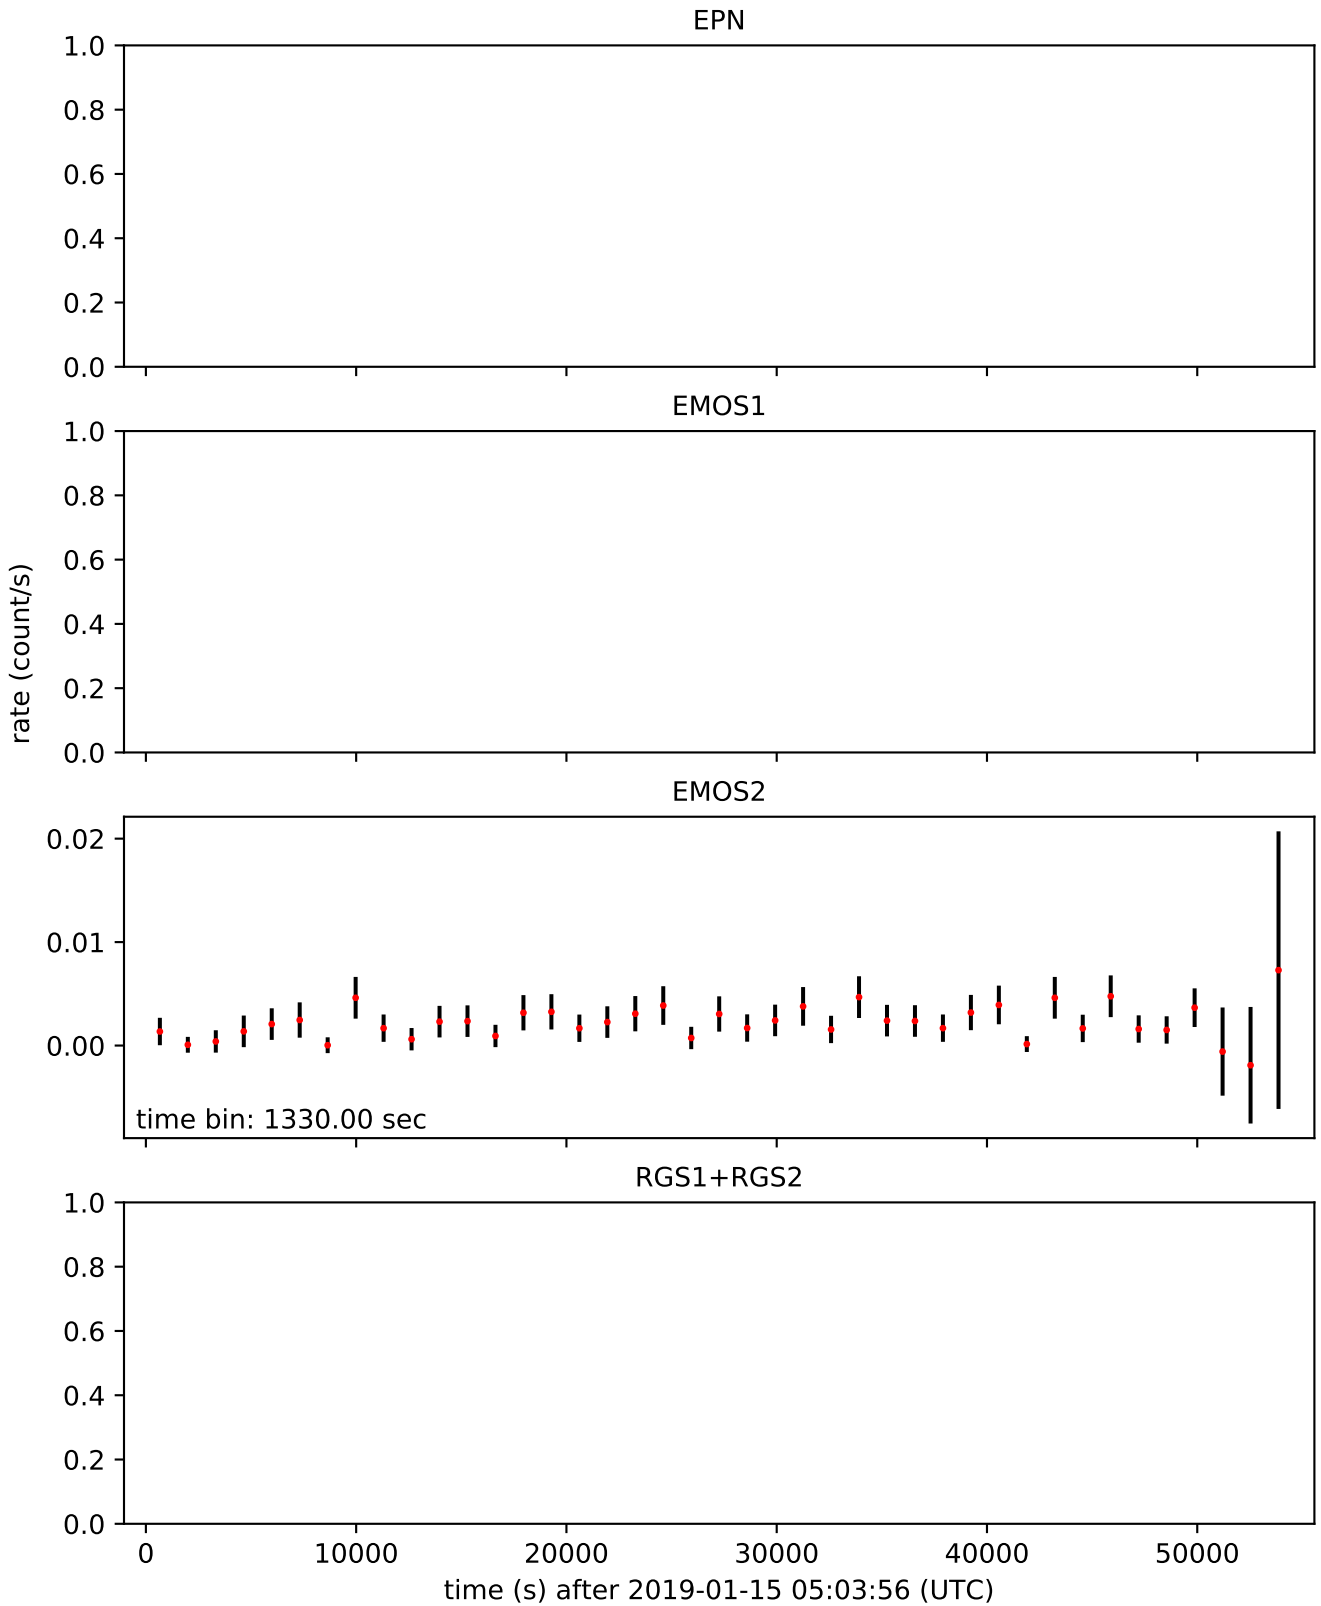 EPN
1.0
0.8
0.6
0.4
0.2
0.0
EMOS1
1.0
0.8
0.6
0.4
0.2
0.0
rate (count/s)
EMOS2
0.02
0.01
0.00
time bin: 1330.00 sec
RGS1+RGS2
1.0
0.8
0.6
0.4
0.2
0.0
0 10000 20000 30000 40000 50000
time (s) after 2019-01-15 05:03:56 (UTC)